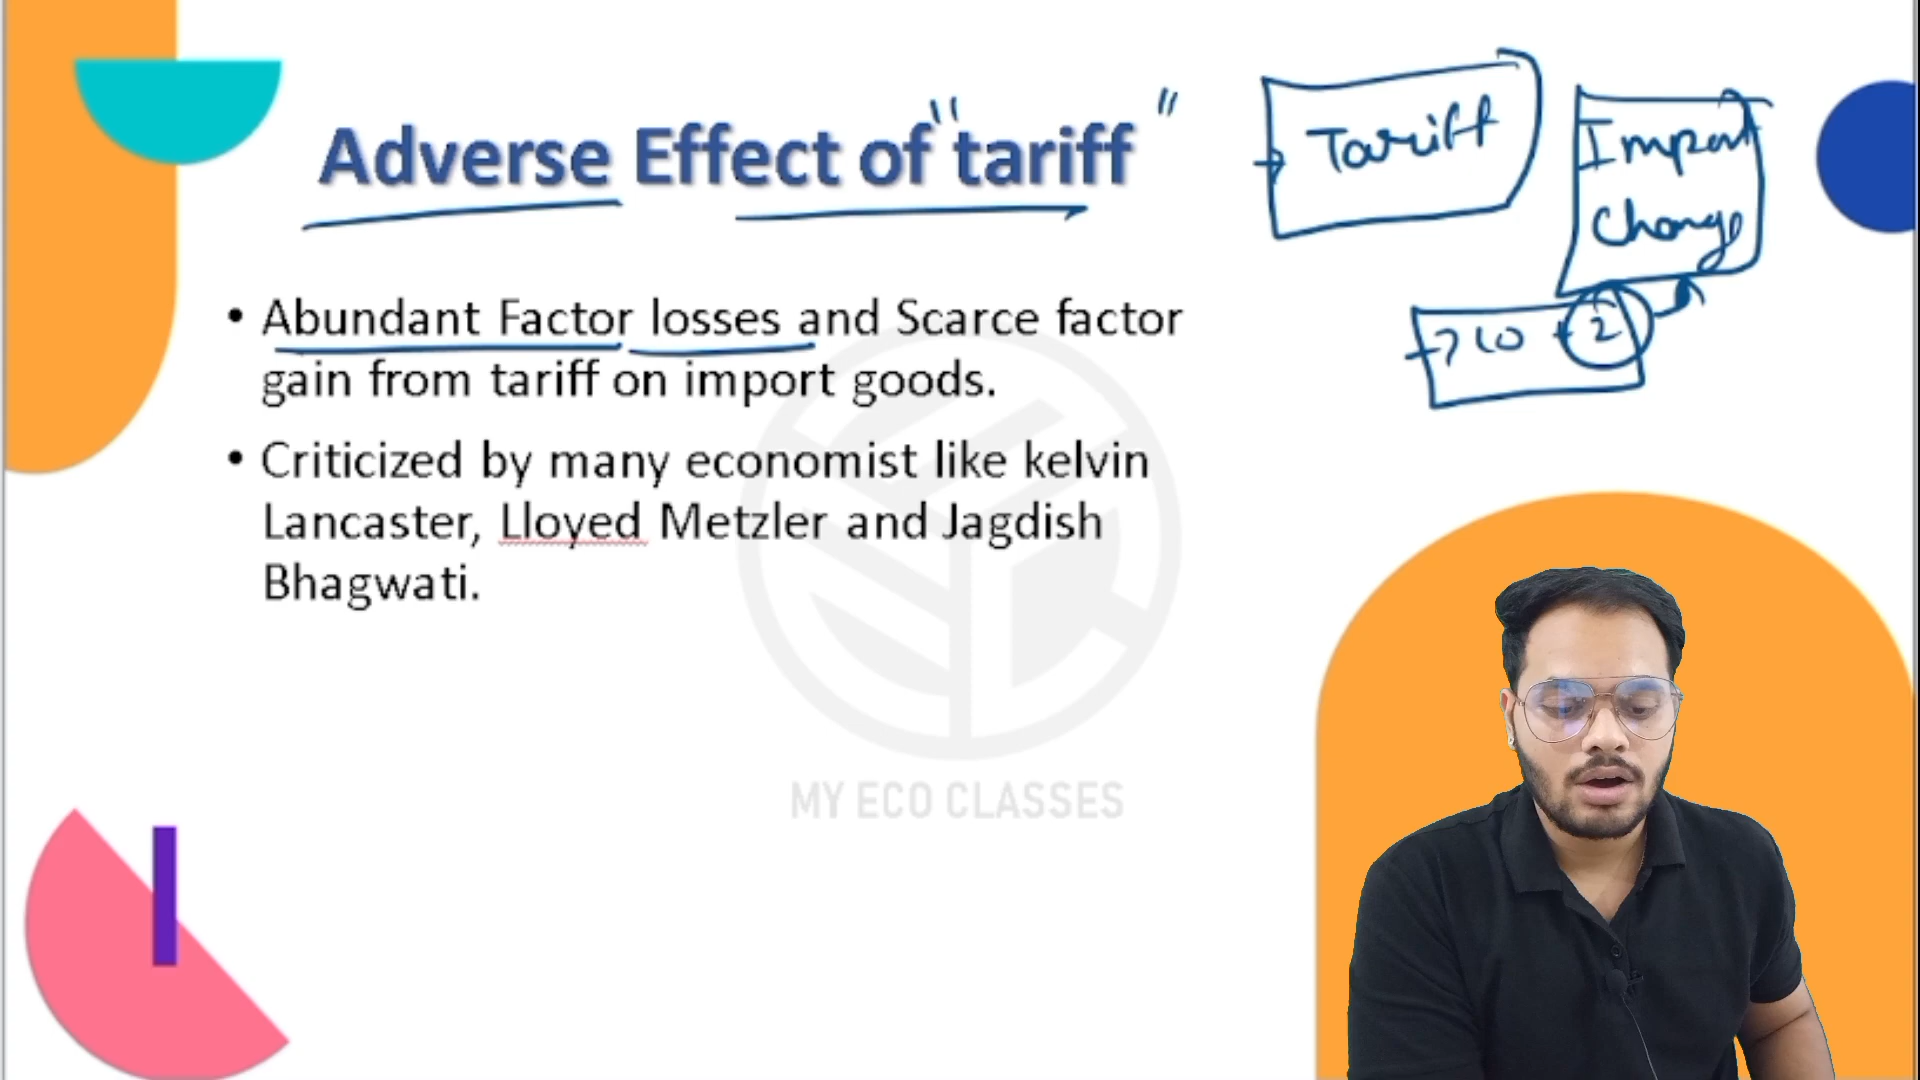 Adverse Effect of "tariff"
• Abundant Factor losses and Scarce factor
gain from tariff on import goods.
• Criticized by many economist like kelvin
Lancaster, Lloyed Metzler and Jagdish
Bhagwati.
Tariff
Import
Change
10 + 2
MY ECO CLASSES